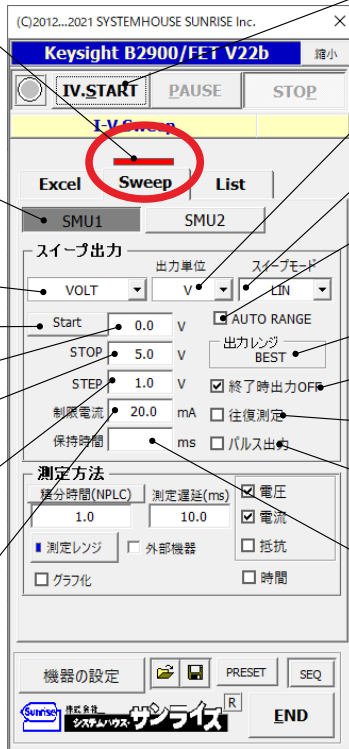 (C)2012...2021 SYSTEMHOUSE SUNRISE Inc. ×
Keysight B2900/FET V22b 縮小
IV.START PAUSE STOP
I-V Sweep
Excel Sweep List
SMU1 SMU2
スイープ出力
出力単位 スイープモード
VOLT V LIN
Start 0.0 V AUTO RANGE
STOP 5.0 V 出力レンジ
BEST
STEP 1.0 V 終了時出力OFF
制限電流 20.0 mA 往復測定
保持時間 ms パルス出力
測定方法
積分時間(NPLC) 測定遅延(ms) 電圧
1.0 10.0 電流
測定レンジ 外部機器 抵抗
グラフ化 時間
機器の設定 PRESET SEQ
Sunrise 株式会社 システムハウス サンライズ R END